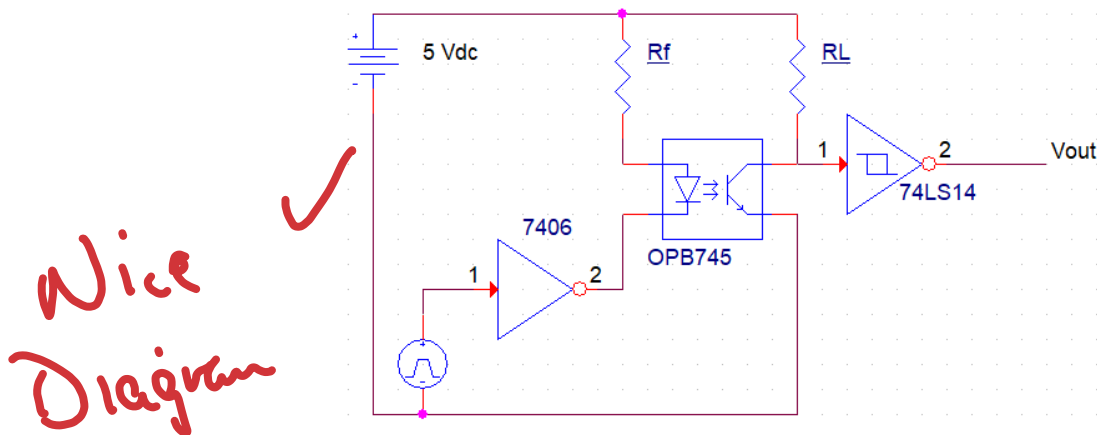 +
5 Vdc
-
Rf
RL
1
2
Vout
74LS14
7406
OPB745
1
2
+
-
Nice
Diagram